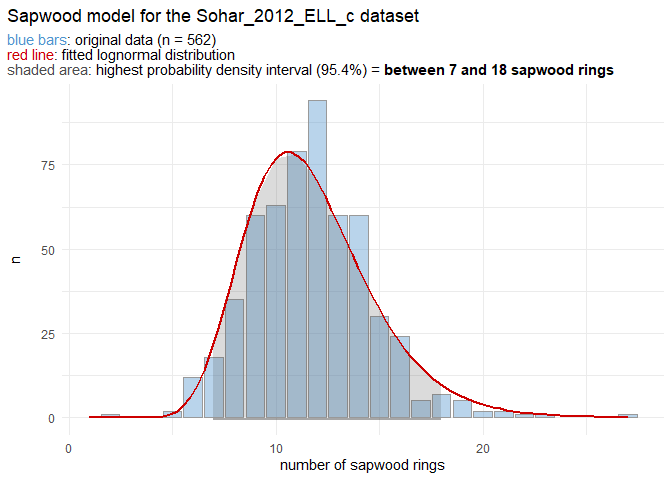 Sapwood model for the Sohar_2012_ELL_c dataset
blue bars: original data (n = 562)
red line: fitted lognormal distribution
shaded area: highest probability density interval (95.4%) = between 7 and 18 sapwood rings
75
50
25
0
n
0 10 20
number of sapwood rings